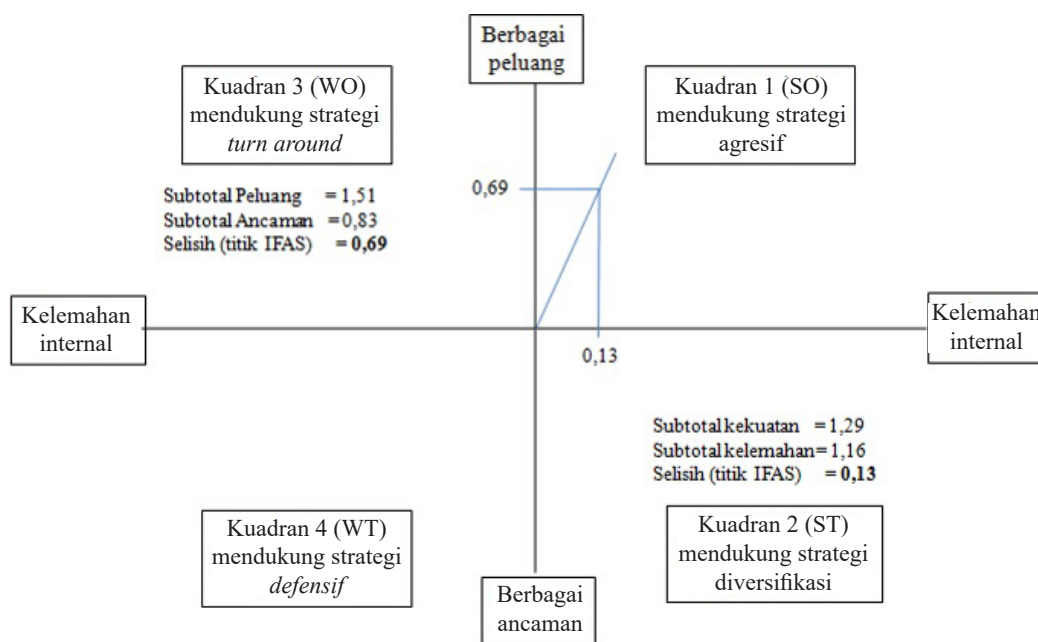 Berbagai
peluang
Kuadran 3 (WO)
mendukung strategi
turn around
Kuadran 1 (SO)
mendukung strategi
agresif
Subtotal Peluang = 1,51
Subtotal Ancaman =0,83
Selisih (titik IFAS) = 0,69
0,69
Kelemahan
internal
Kelemahan
internal
0,13
Subtotal kekuatan = 1,29
Subtotal kelemahan= 1,16
Selisih (titik IFAS) = 0,13
Kuadran 4 (WT)
mendukung strategi
defensif
Kuadran 2 (ST)
mendukung strategi
diversifikasi
Berbagai
ancaman